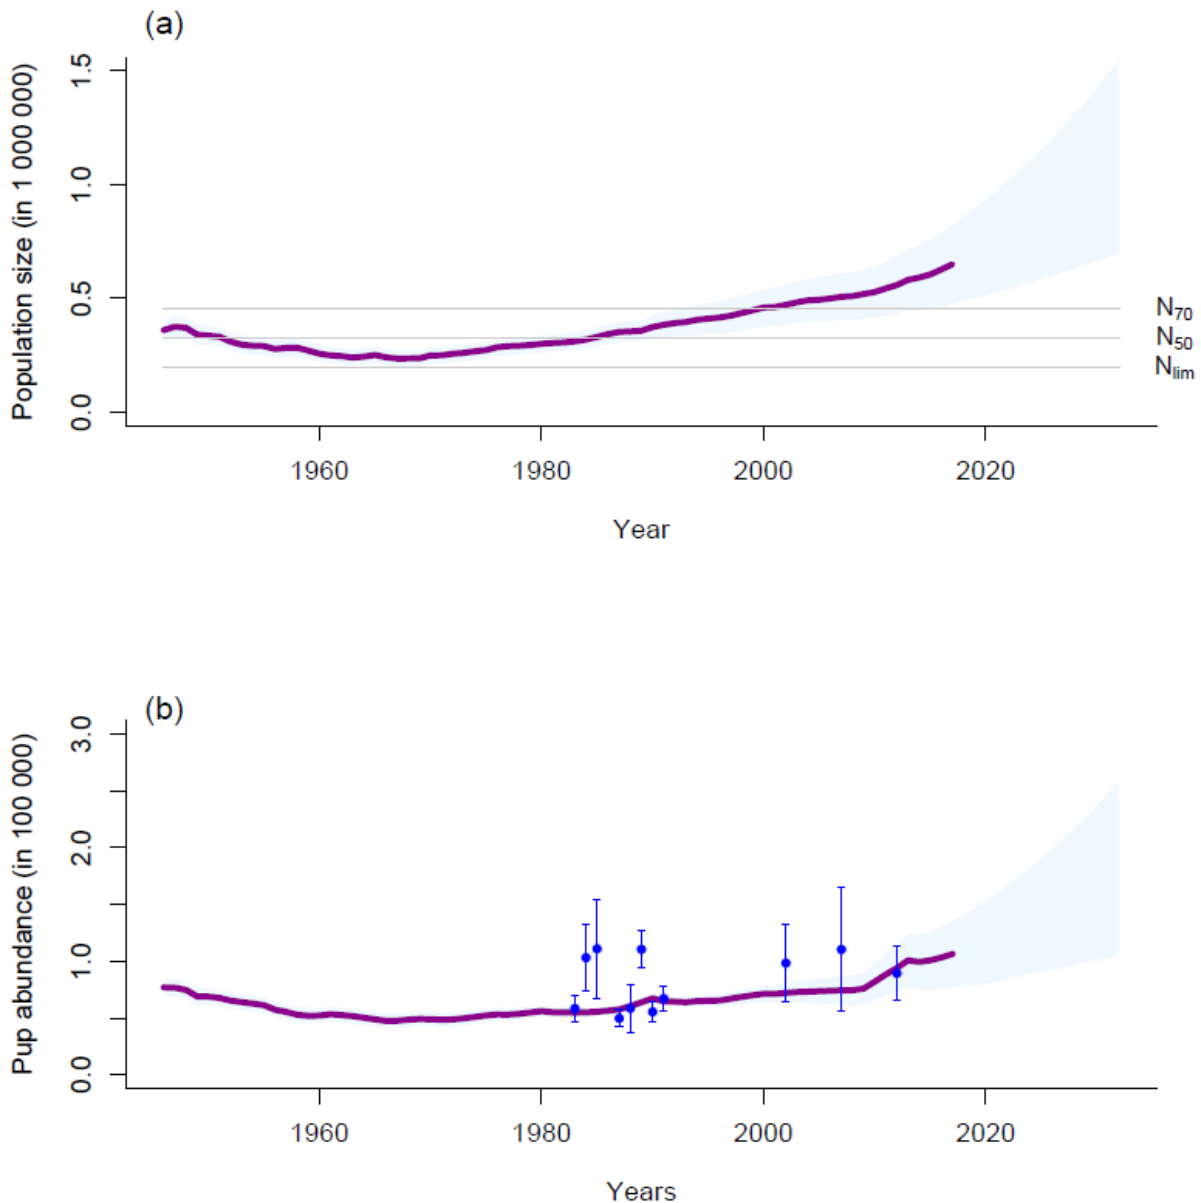 (a)
Population size (in 1 000 000)
1.5
1.0
0.5
0.0
N70
N50
Nlim
1960 1980 2000 2020
Year
(b)
Pup abundance (in 100 000)
3.0
2.0
1.0
0.0
1960 1980 2000 2020
Years